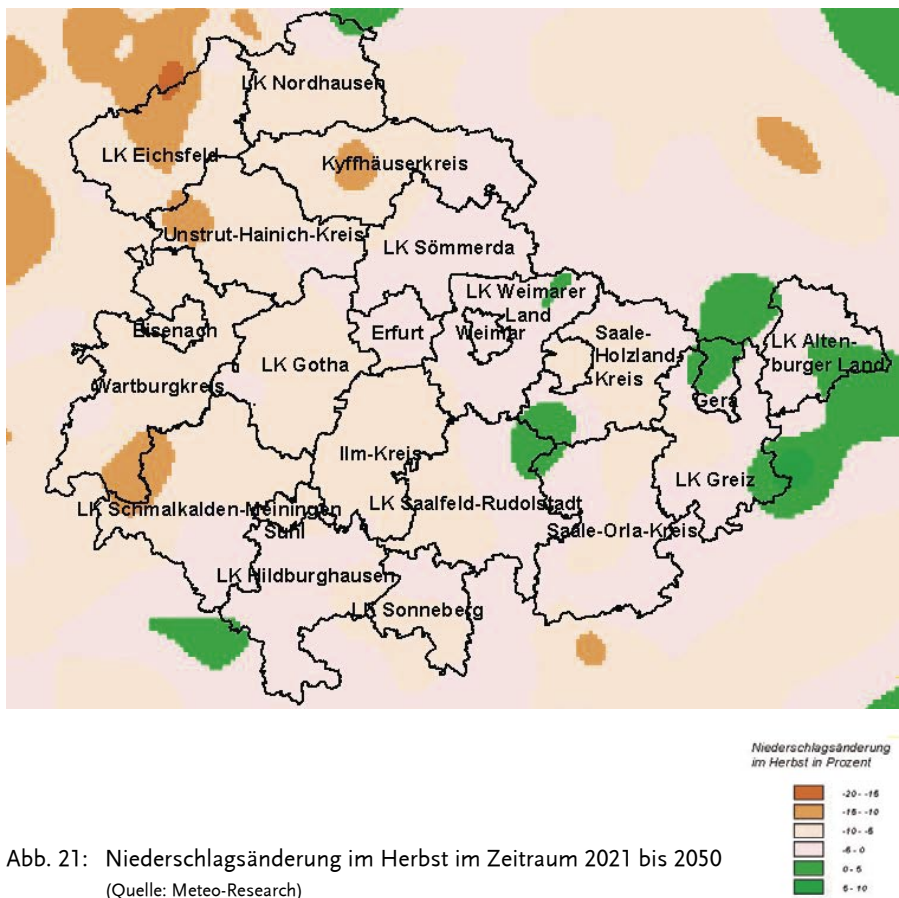 LK Nordhausen
LK Eichsfeld
Kyffhäuserkreis
Unstrut-Hainich-Kreis
LK Sömmerda
LK Weimarer
Land
Eisenach
Erfurt
Weimar
Saale-
Holzland-
Kreis
LK Alten-
burger Land
LK Gotha
Wartburgkreis
Gera
Ilm-Kreis
LK Greiz
LK Saalfeld-Rudolstadt
LK Schmalkalden-Meiningen
Suhl
Saale-Orla-Kreis
LK Hildburghausen
LK Sonneberg
Niederschlagsänderung
im Herbst in Prozent
-20 - -15
-15 - -10
-10 - -5
-5 - 0
0 - 5
5 - 10
Abb. 21: Niederschlagsänderung im Herbst im Zeitraum 2021 bis 2050
(Quelle: Meteo-Research)